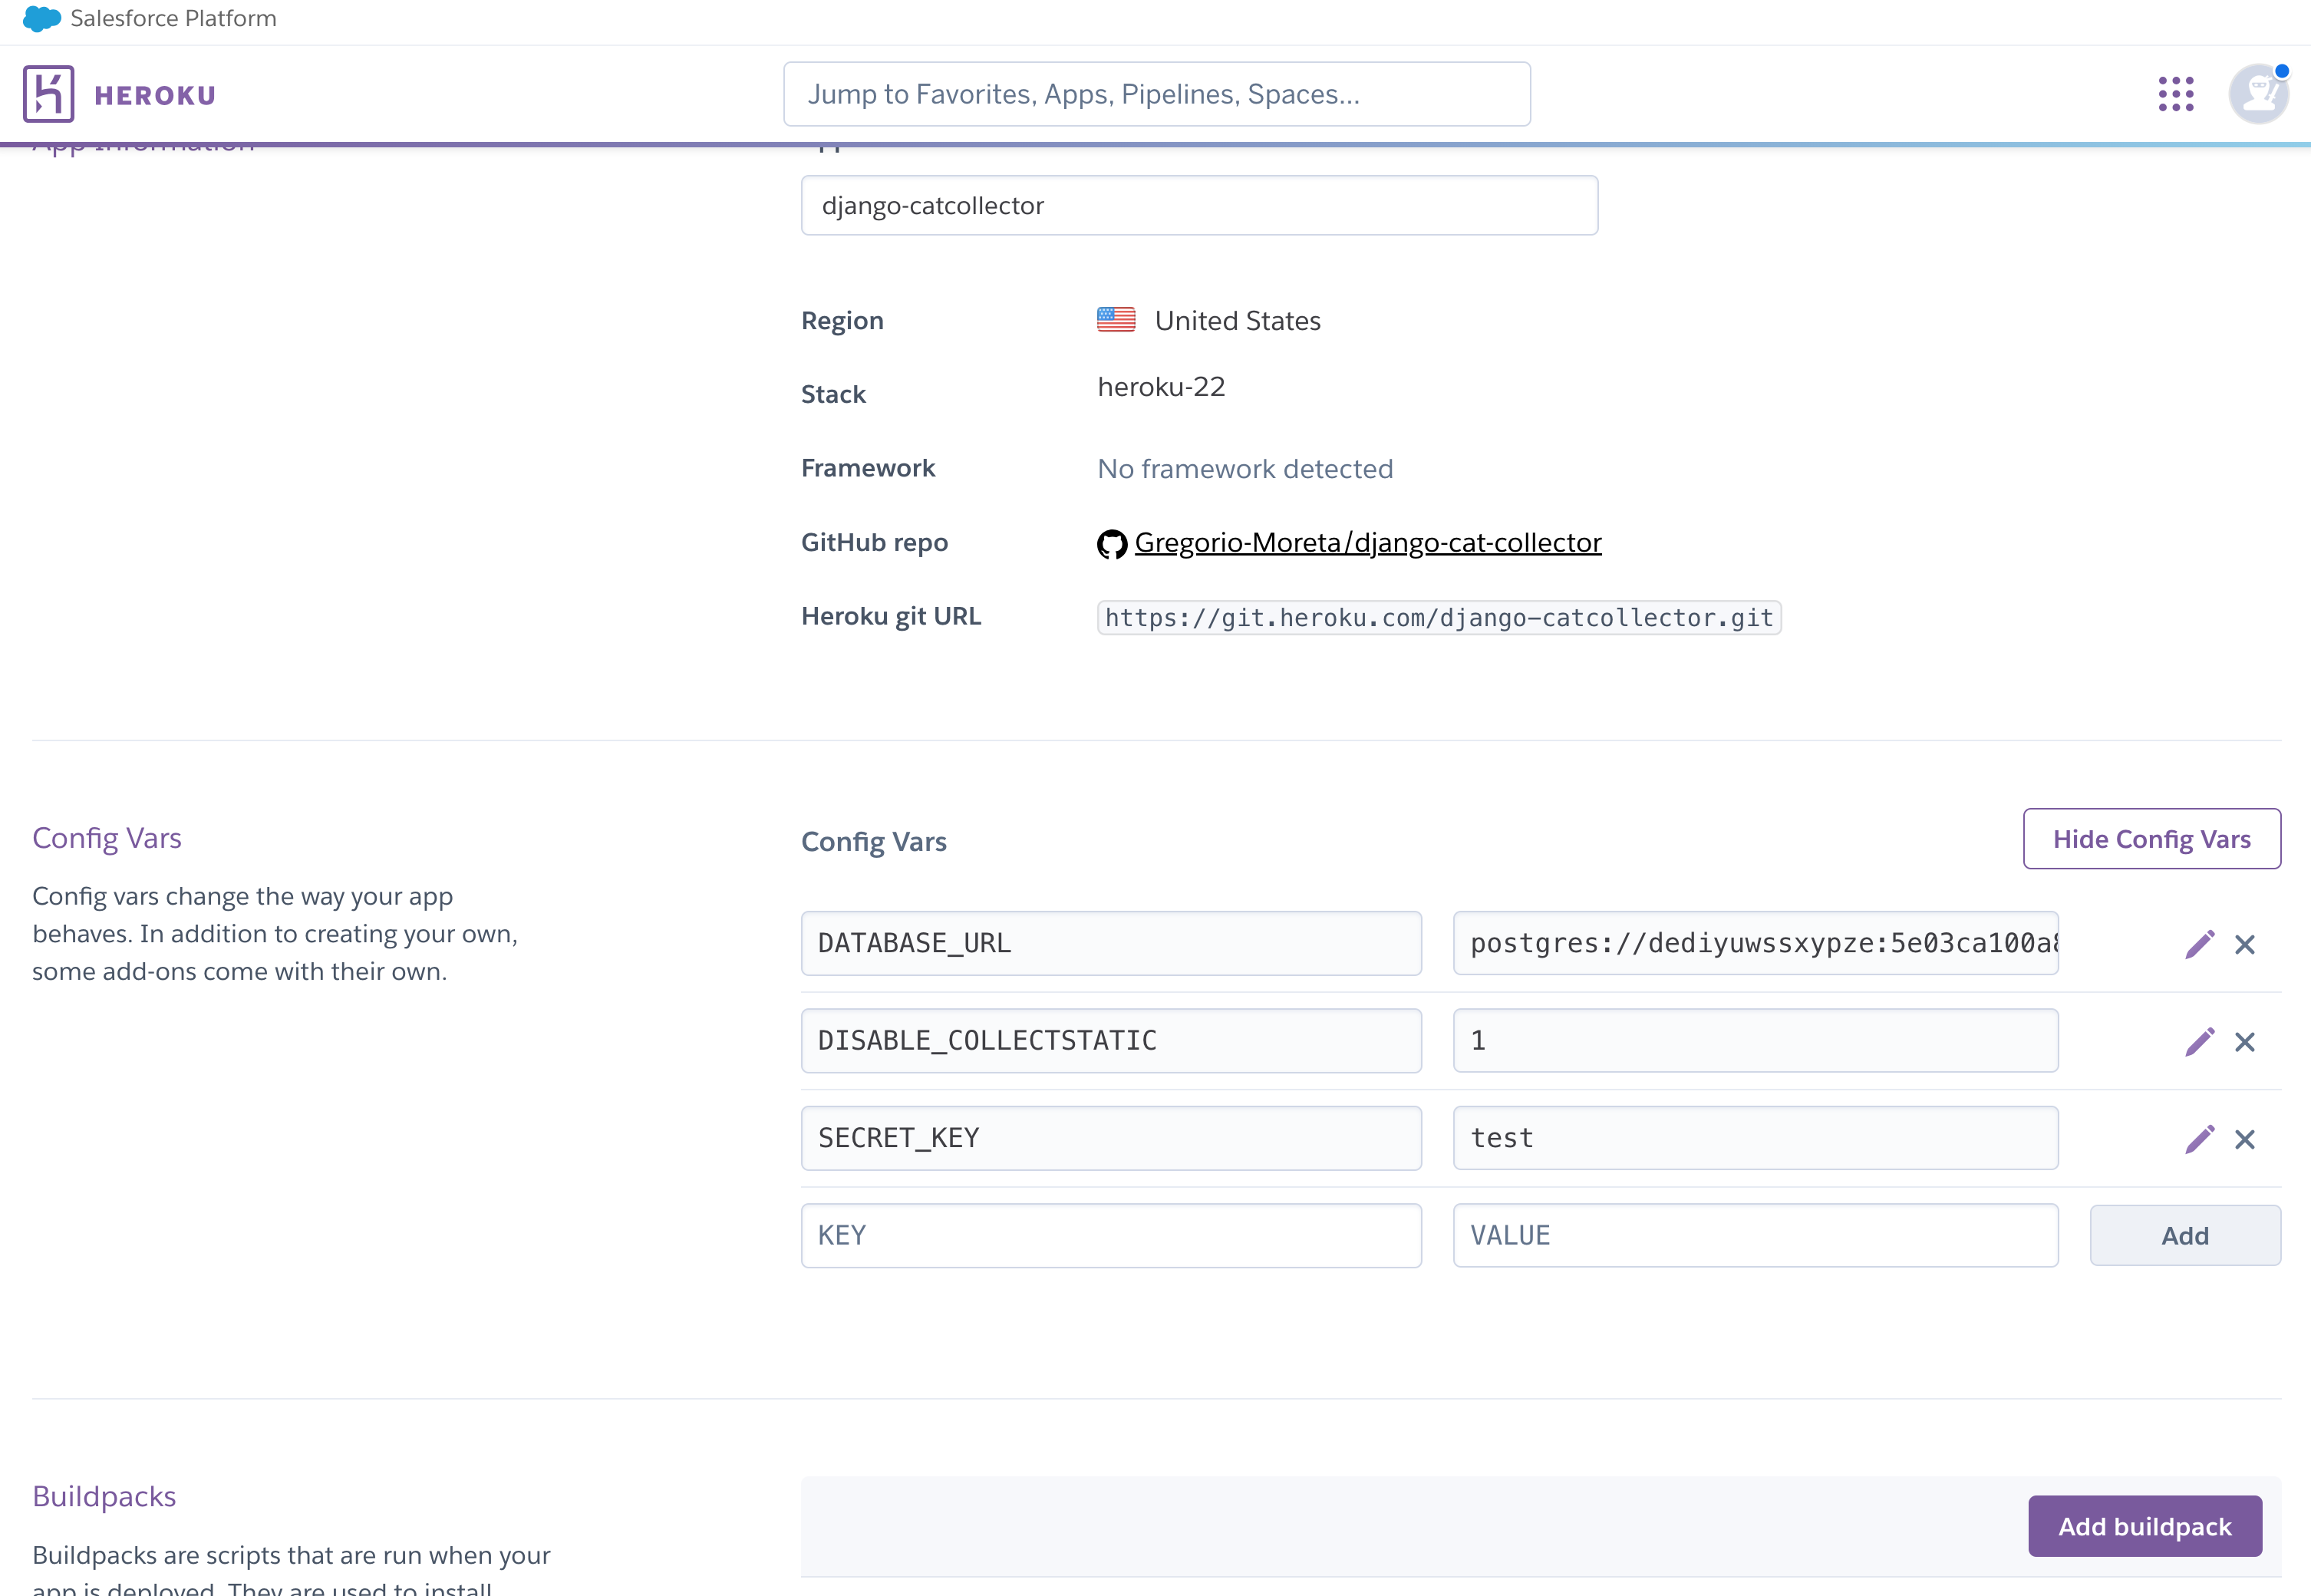 Salesforce Platform
HEROKU
Jump to Favorites, Apps, Pipelines, Spaces...
App Information
django-catcollector
Region United States
Stack heroku-22
Framework No framework detected
GitHub repo Gregorio-Moreta/django-cat-collector
Heroku git URL https://git.heroku.com/django-catcollector.git
Config Vars
Config vars change the way your app
behaves. In addition to creating your own,
some add-ons come with their own.
Config Vars
Hide Config Vars
DATABASE_URL postgres://dediyuwssxypze:5e03ca100a8
DISABLE_COLLECTSTATIC 1
SECRET_KEY test
KEY VALUE Add
Buildpacks
Buildpacks are scripts that are run when your
app is deployed. They are used to install
Add buildpack